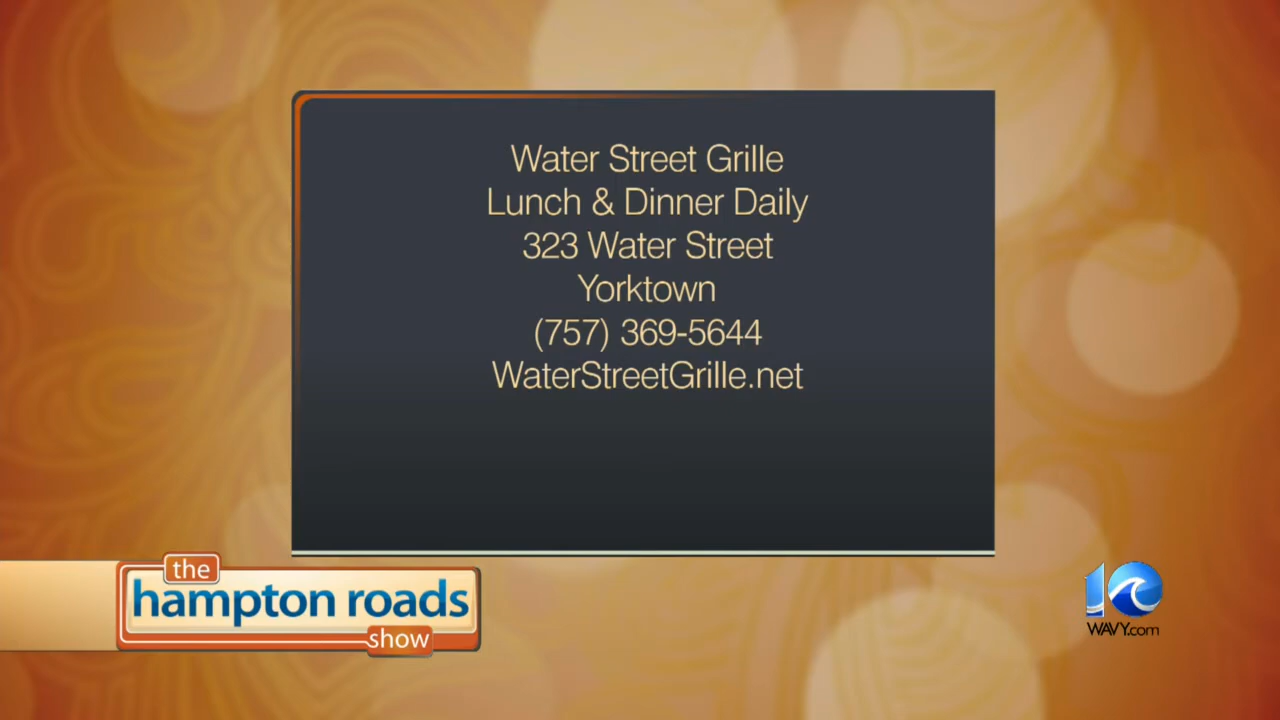 Water Street Grille
Lunch & Dinner Daily
323 Water Street
Yorktown
(757) 369-5644
WaterStreetGrille.net
the
hampton roads
show
10
WAVY.com